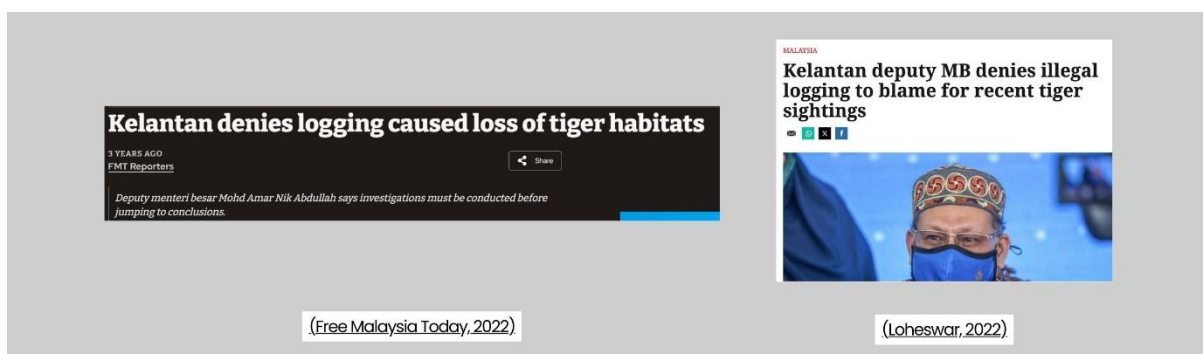 Kelantan denies logging caused loss of tiger habitats
3 YEARS AGO
FMT Reporters
Share
Deputy menteri besar Mohd Amar Nik Abdullah says investigations must be conducted before
jumping to conclusions.
(Free Malaysia Today, 2022)
MALAYSIA
Kelantan deputy MB denies illegal
logging to blame for recent tiger
sightings
(Loheswar, 2022)